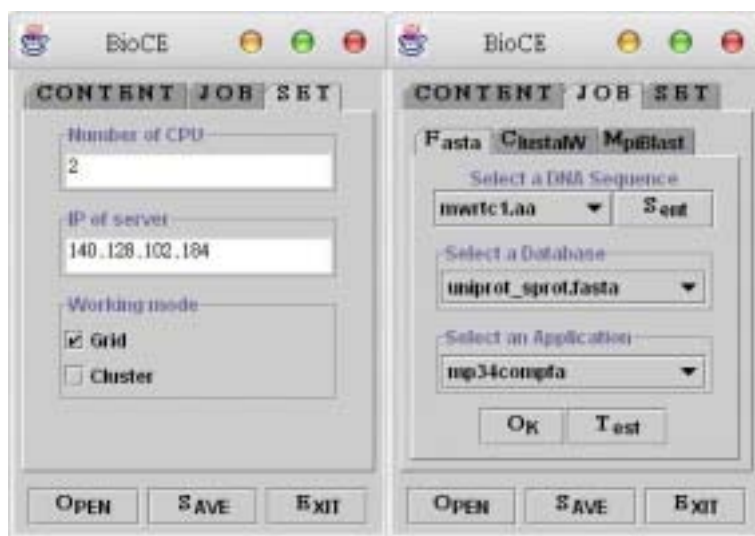 BioCE
CONTENT JOB SET
Number of CPU
2
IP of server
140.128.102.184
Working mode
Grid
Cluster
OPEN SAVE EXIT
BioCE
CONTENT JOB SET
Fasta ClustalW MpiBlast
Select a DNA Sequence
mwrtc1.aa Sent
Select a Database
uniprot_sprot.fasta
Select an Application
mp34compfa
OK Test
OPEN SAVE EXIT